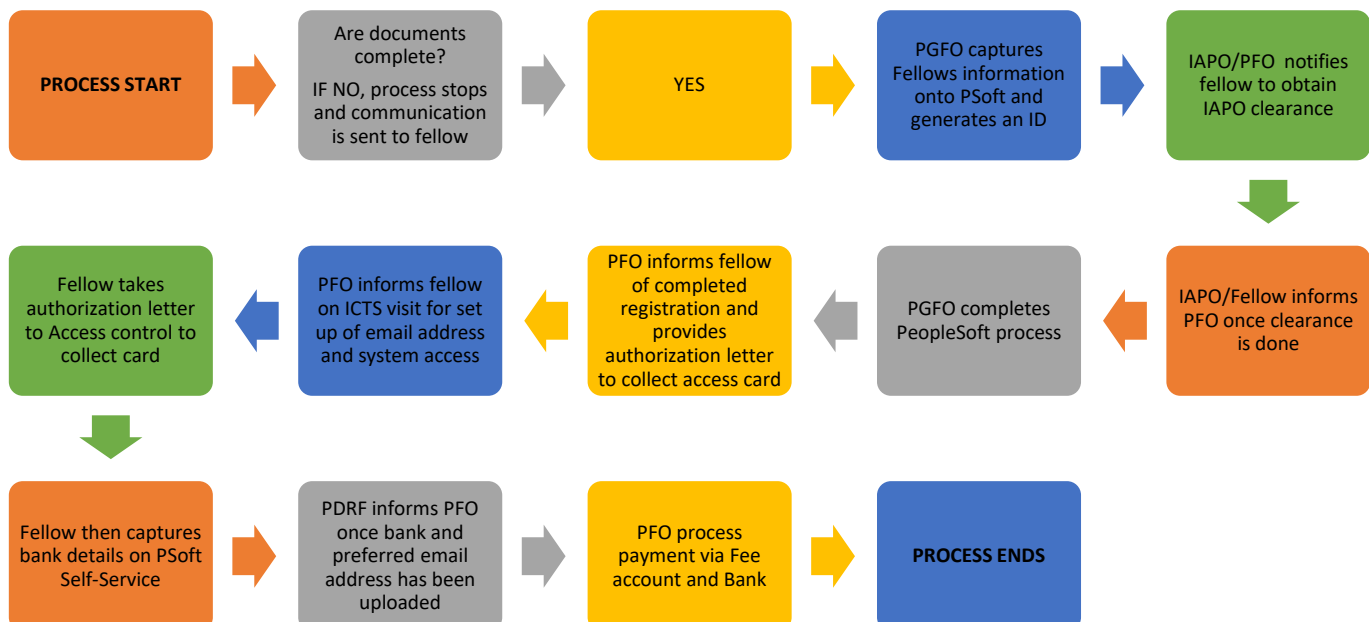 PROCESS START
Are documents
complete?
IF NO, process stops
and communication
is sent to fellow
YES
PGFO captures
Fellows information
onto PSoft and
generates an ID
IAPO/PFO notifies
fellow to obtain
IAPO clearance
IAPO/Fellow informs
PFO once clearance
is done
PGFO completes
PeopleSoft process
PFO informs fellow
of completed
registration and
provides
authorization letter
to collect access card
PFO informs fellow
on ICTS visit for set
up of email address
and system access
Fellow takes
authorization letter
to Access control to
collect card
Fellow then captures
bank details on PSoft
Self-Service
PDRF informs PFO
once bank and
preferred email
address has been
uploaded
PFO process
payment via Fee
account and Bank
PROCESS ENDS